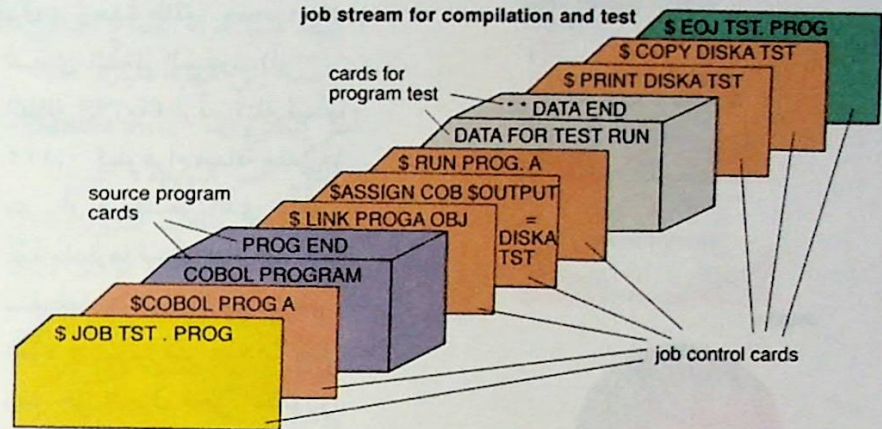 job stream for compilation and test
$ EOJ TST. PROG
$ COPY DISKA TST
$ PRINT DISKA TST
cards for
program test
** DATA END
DATA FOR TEST RUN
$ RUN PROG. A
$ASSIGN COB $OUTPUT
=
DISKA
TST
$ LINK PROGA OBJ
source program
cards
PROG END
COBOL PROGRAM
$COBOL PROG A
$ JOB TST . PROG
job control cards